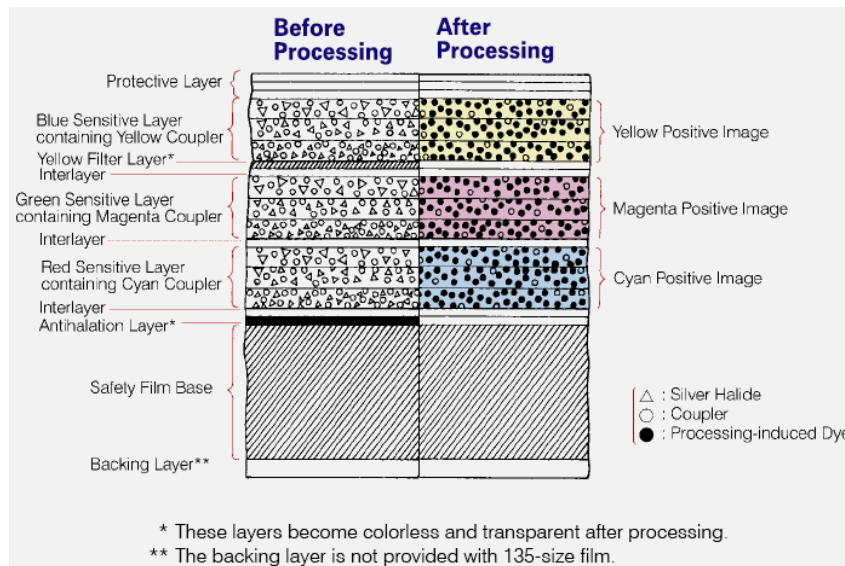 Before
Processing
After
Processing
Protective Layer
Blue Sensitive Layer
containing Yellow Coupler
Yellow Filter Layer*
Interlayer
Green Sensitive Layer
containing Magenta Coupler
Interlayer
Red Sensitive Layer
containing Cyan Coupler
Interlayer
Antihalation Layer*
Safety Film Base
Backing Layer**
Yellow Positive Image
Magenta Positive Image
Cyan Positive Image
△ : Silver Halide
○ : Coupler
● : Processing-induced Dye
* These layers become colorless and transparent after processing.
** The backing layer is not provided with 135-size film.